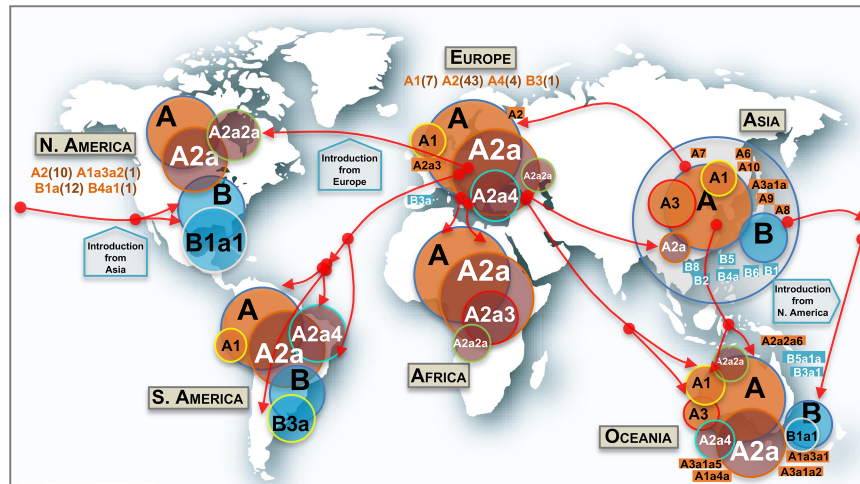 EUROPE
A1(7) A2(43) A4(4) B3(1)
N. AMERICA
A2(10) A1a3a2(1)
B1a(12) B4a1(1)
A
A2a
A2a2a
B
B1a1
Introduction
from
Asia
Introduction
from
Europe
A
A2
A1
A2a
A2a3
A2a2a
A2a4
B3a
ASIA
A7
A6
A10
A1
A3a1a
A3
A
A9
A8
B
A2a
B5
B8
B4a
B6
B1
B2
Introduction
from
N. America
A
A1
A2a
A2a4
B
B3a
S. AMERICA
A
A2a
A2a3
A2a2a
AFRICA
A2a2a6
A2a2a
B5a1a
B3a1
A1
A
A3
B
OCEANIA
A2a4
A2a
B1a1
A1a3a1
A3a1a5
A3a1a2
A1a4a